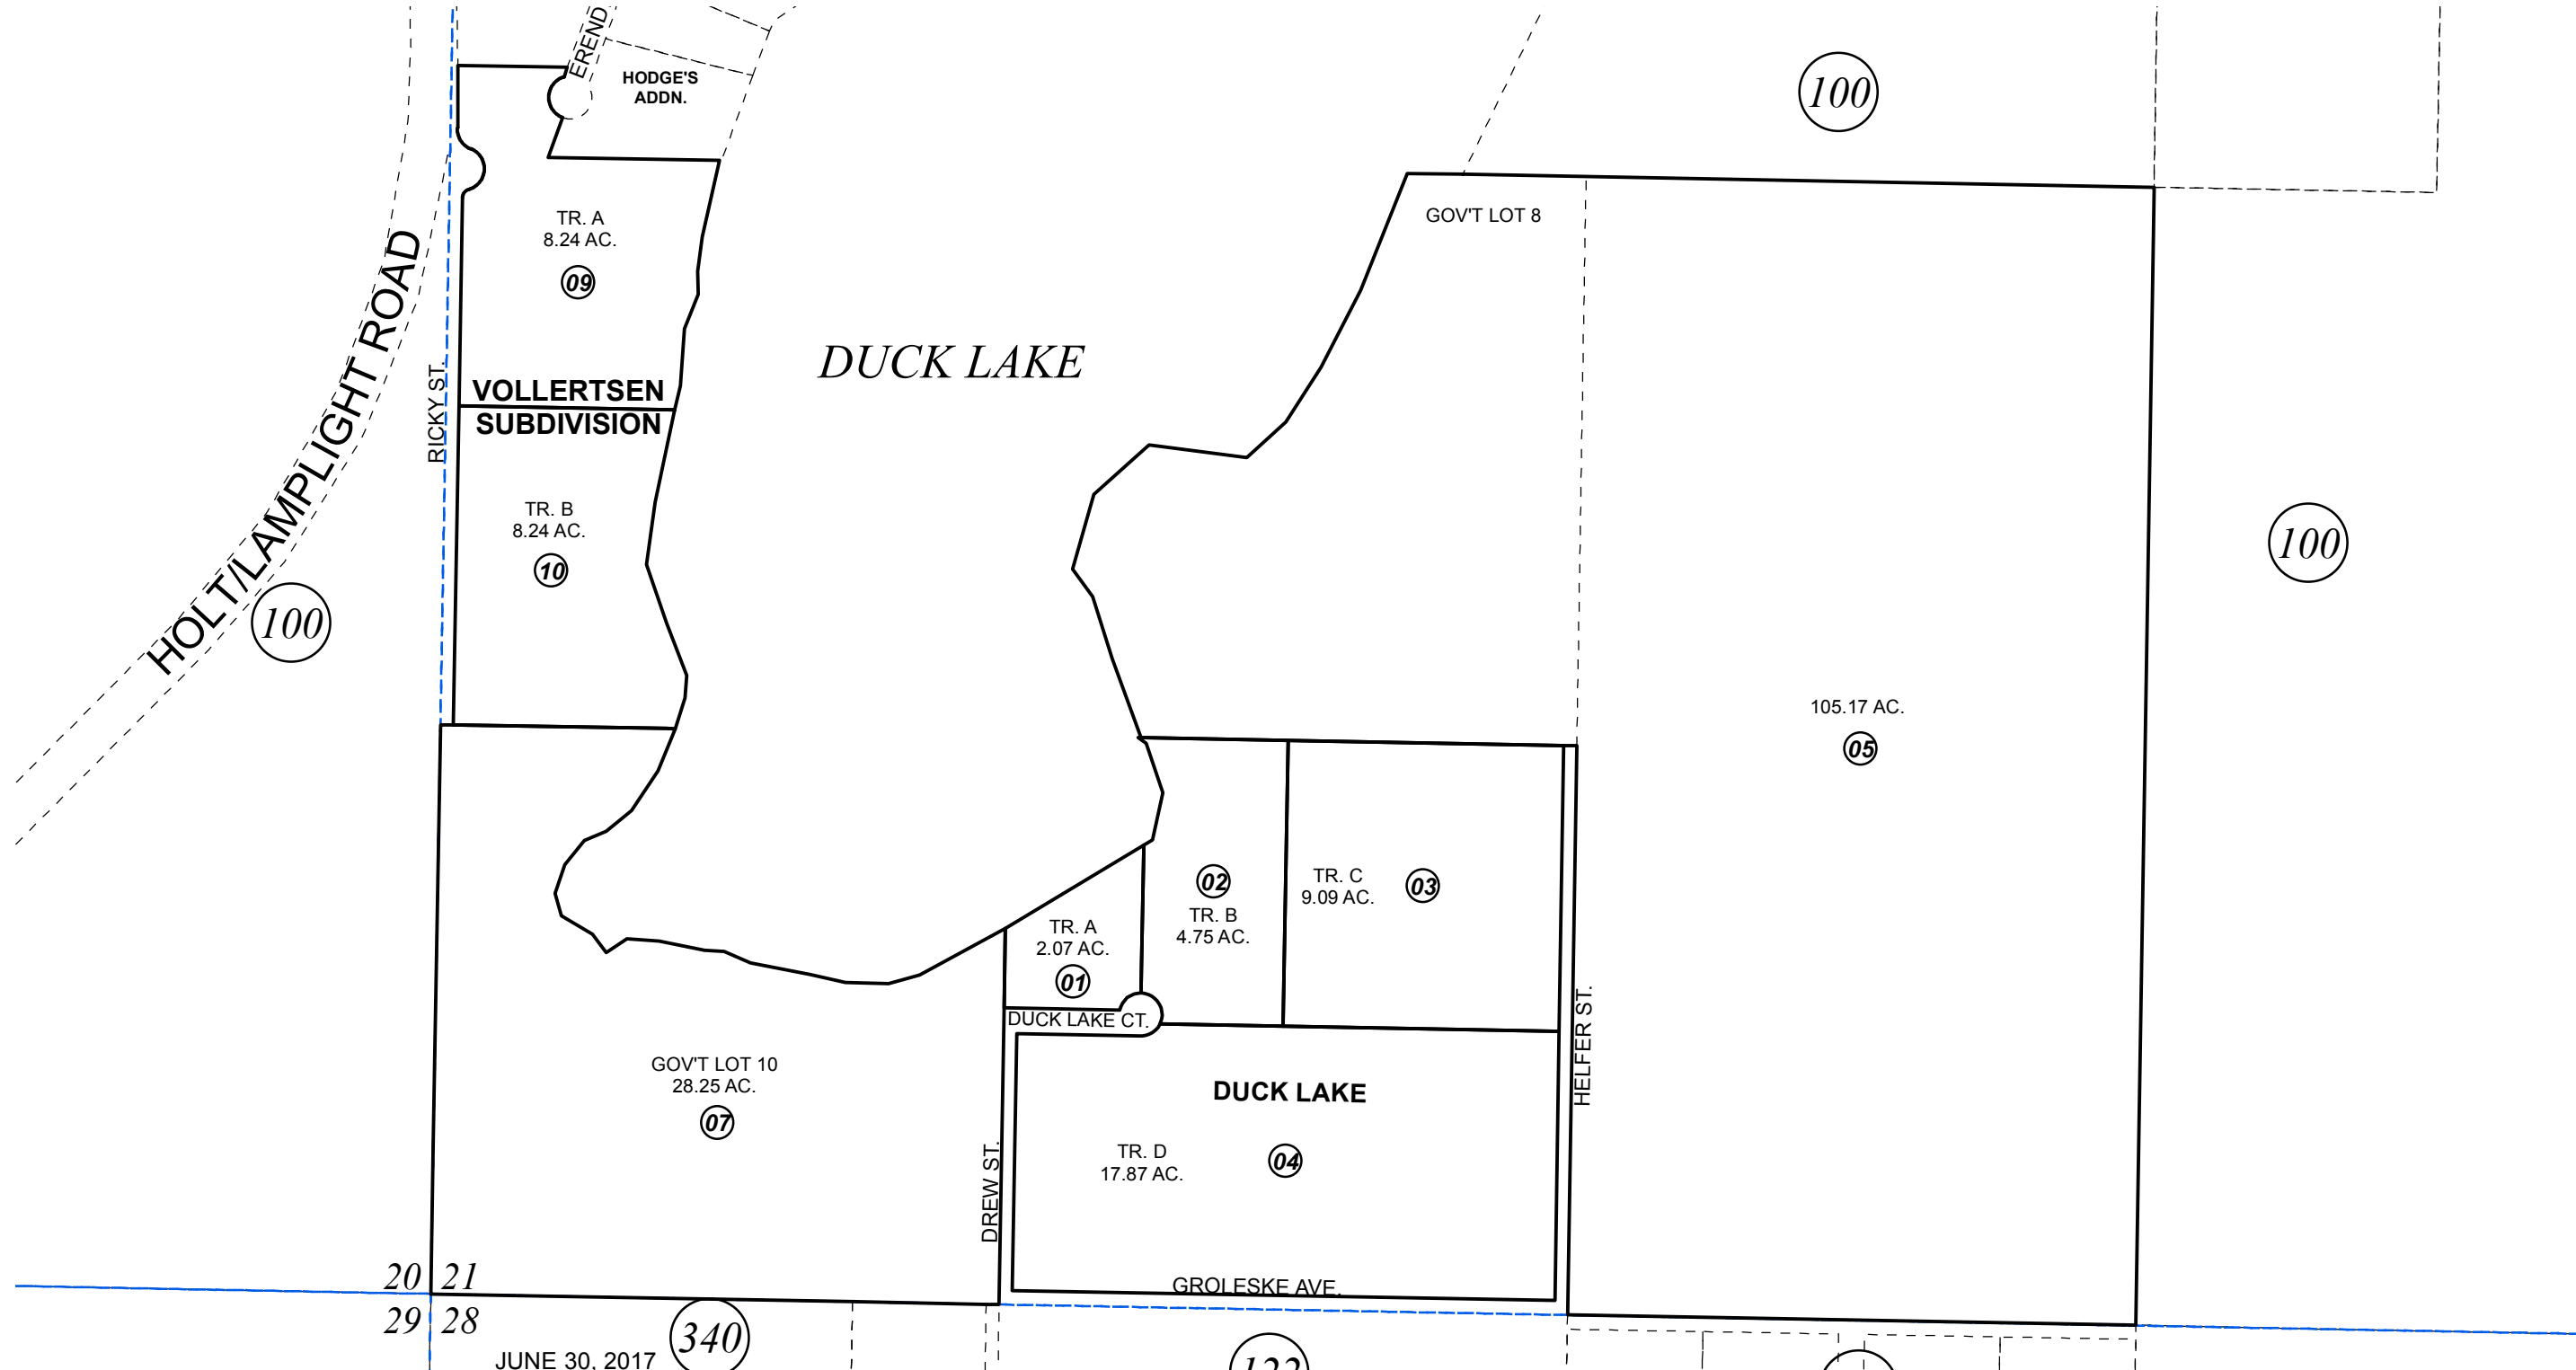 EREND
HODGE'S
ADDN.
100
GOV'T LOT 8
TR. A
8.24 AC.
09
HOLT/LAMPLIGHT ROAD
RICKY ST.
VOLLERTSEN
SUBDIVISION
DUCK LAKE
TR. B
8.24 AC.
10
100
100
105.17 AC.
05
02
TR. B
4.75 AC.
TR. C
9.09 AC.
03
TR. A
2.07 AC.
01
DUCK LAKE CT.
HELFER ST.
GOV'T LOT 10
28.25 AC.
07
DUCK LAKE
TR. D
17.87 AC.
04
DREW ST.
GROLESKE AVE.
20 21
29 28
340
JUNE 30, 2017
122